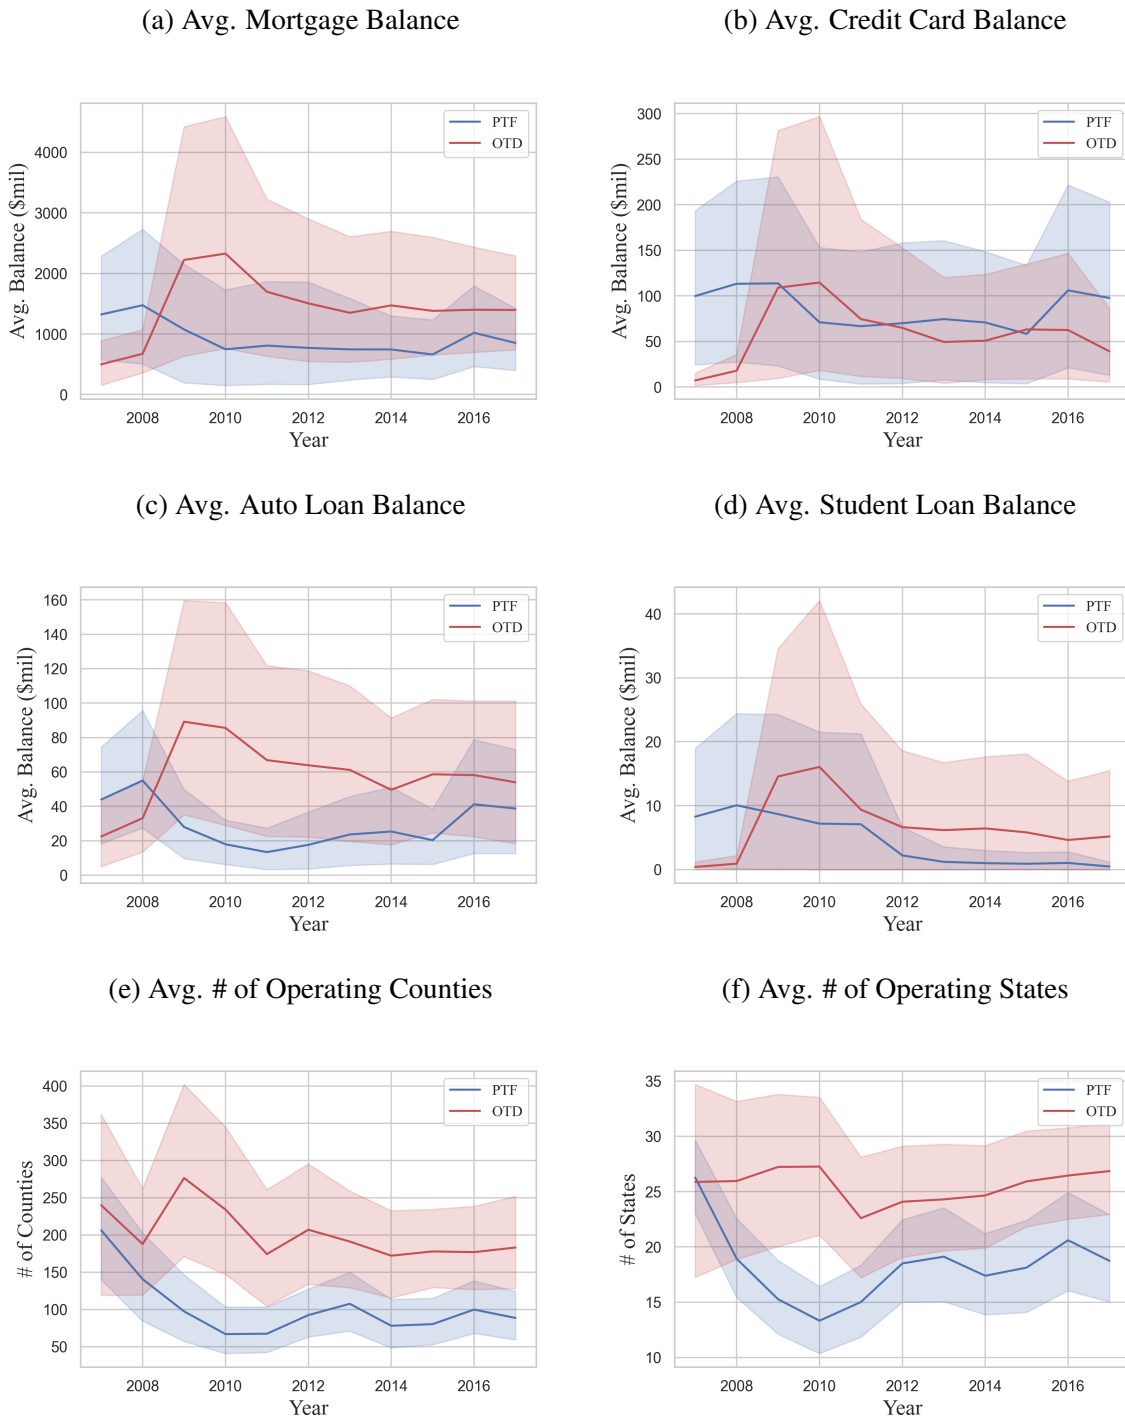 (a) Avg. Mortgage Balance
Avg. Balance ($mil)
4000
3000
2000
1000
0
PTF
OTD
2008 2010 2012 2014 2016
Year
(b) Avg. Credit Card Balance
Avg. Balance ($mil)
300
250
200
150
100
50
0
PTF
OTD
2008 2010 2012 2014 2016
Year
(c) Avg. Auto Loan Balance
Avg. Balance ($mil)
160
140
120
100
80
60
40
20
0
PTF
OTD
2008 2010 2012 2014 2016
Year
(d) Avg. Student Loan Balance
Avg. Balance ($mil)
40
30
20
10
0
PTF
OTD
2008 2010 2012 2014 2016
Year
(e) Avg. # of Operating Counties
# of Counties
400
350
300
250
200
150
100
50
PTF
OTD
2008 2010 2012 2014 2016
Year
(f) Avg. # of Operating States
# of States
35
30
25
20
15
10
PTF
OTD
2008 2010 2012 2014 2016
Year